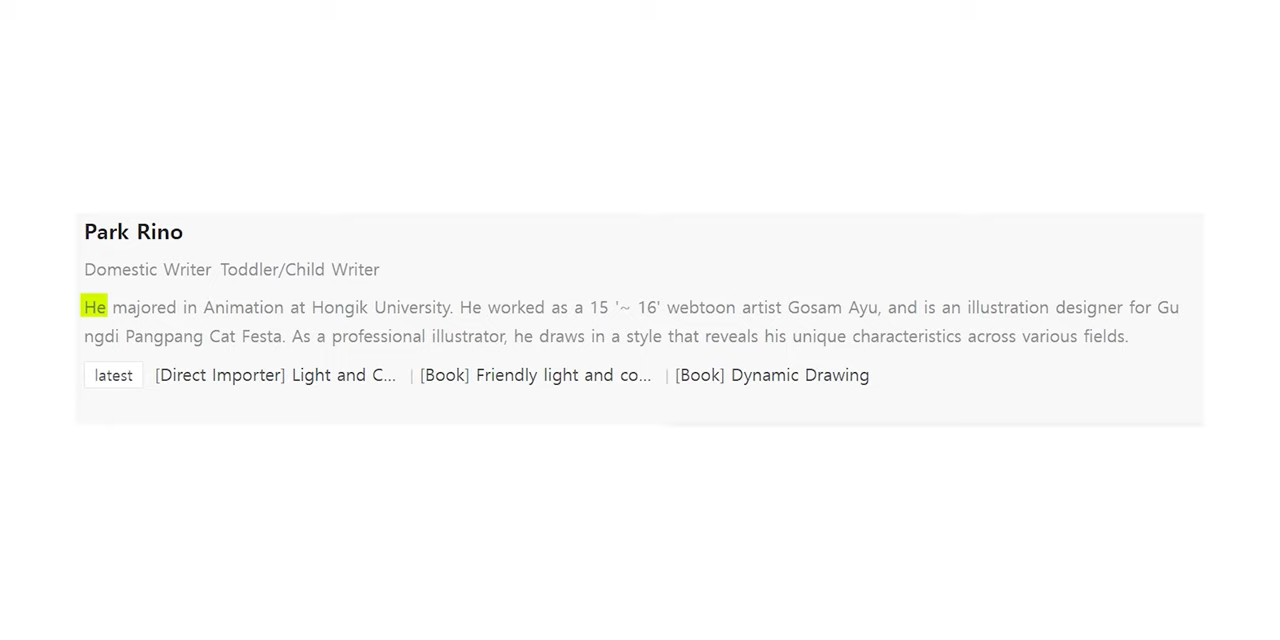 Park Rino
Domestic Writer Toddler/Child Writer
He majored in Animation at Hongik University. He worked as a 15 '~ 16' webtoon artist Gosam Ayu, and is an illustration designer for Gu
ngdi Pangpang Cat Festa. As a professional illustrator, he draws in a style that reveals his unique characteristics across various fields.
latest [Direct Importer] Light and C... | [Book] Friendly light and co... | [Book] Dynamic Drawing